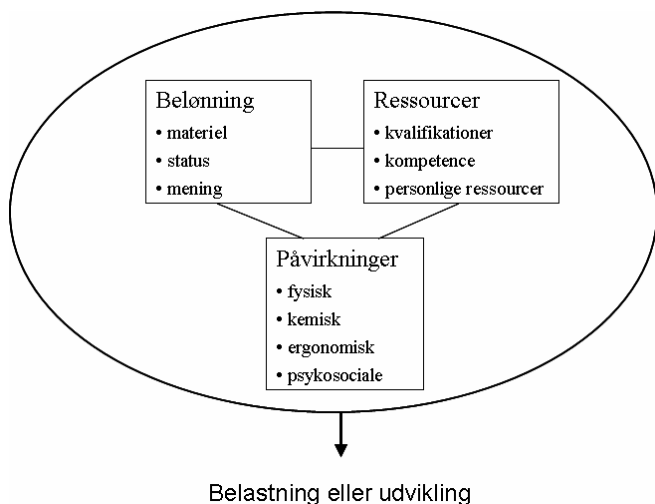 Belønning
• materiel
• status
• mening
Ressourcer
• kvalifikationer
• kompetence
• personlige ressourcer
Påvirkninger
• fysisk
• kemisk
• ergonomisk
• psykosociale
Belastning eller udvikling